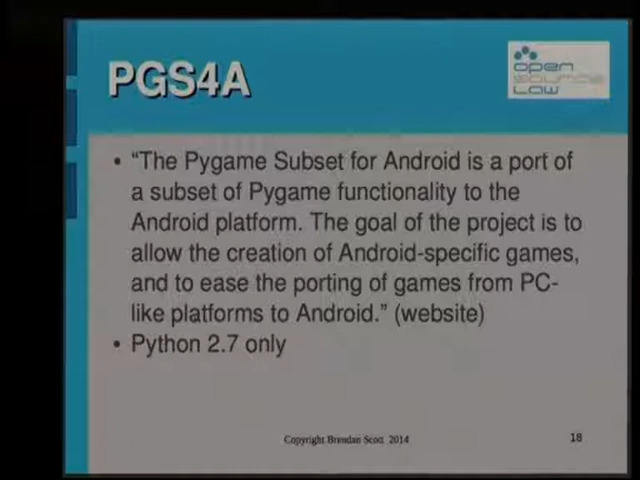 PGS4A
open
source
Law
• “The Pygame Subset for Android is a port of
a subset of Pygame functionality to the
Android platform. The goal of the project is to
allow the creation of Android-specific games,
and to ease the porting of games from PC-
like platforms to Android.” (website)
• Python 2.7 only
Copyright Brendan Scott 2014
18